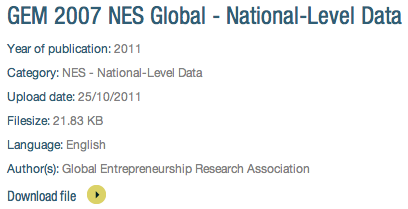 GEM 2007 NES Global - National-Level Data
Year of publication: 2011
Category: NES - National-Level Data
Upload date: 25/10/2011
Filesize: 21.83 KB
Language: English
Author(s): Global Entrepreneurship Research Association
Download file